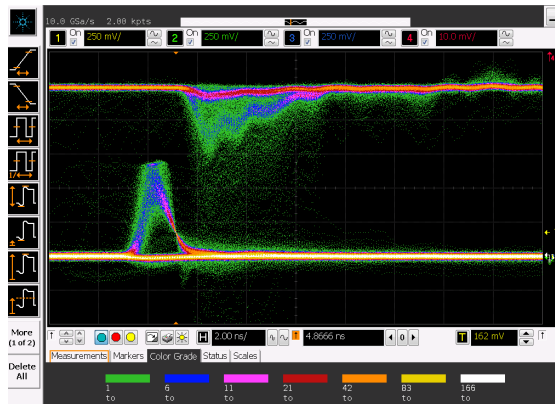 10.0 GSa/s 2.00 kpts
1 On 250 mV/ 2 On 250 mV/ 3 On 250 mV/ 4 On 10.0 mV/
More
(1 of 2)
Delete
All
H 2.00 ns/ 4.8666 ns 0 T 162 mV
Measurements Markers Color Grade Status Scales
1 6 11 21 42 83 166
to to to to to to to